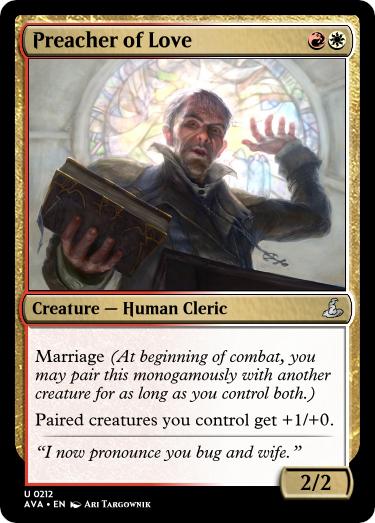 Preacher of Love
Creature — Human Cleric
Marriage (At beginning of combat, you
may pair this monogamously with another
creature for as long as you control both.)
Paired creatures you control get +1/+0.
“I now pronounce you bug and wife.”
2/2
U 0212
AVA • EN Ari Targownik